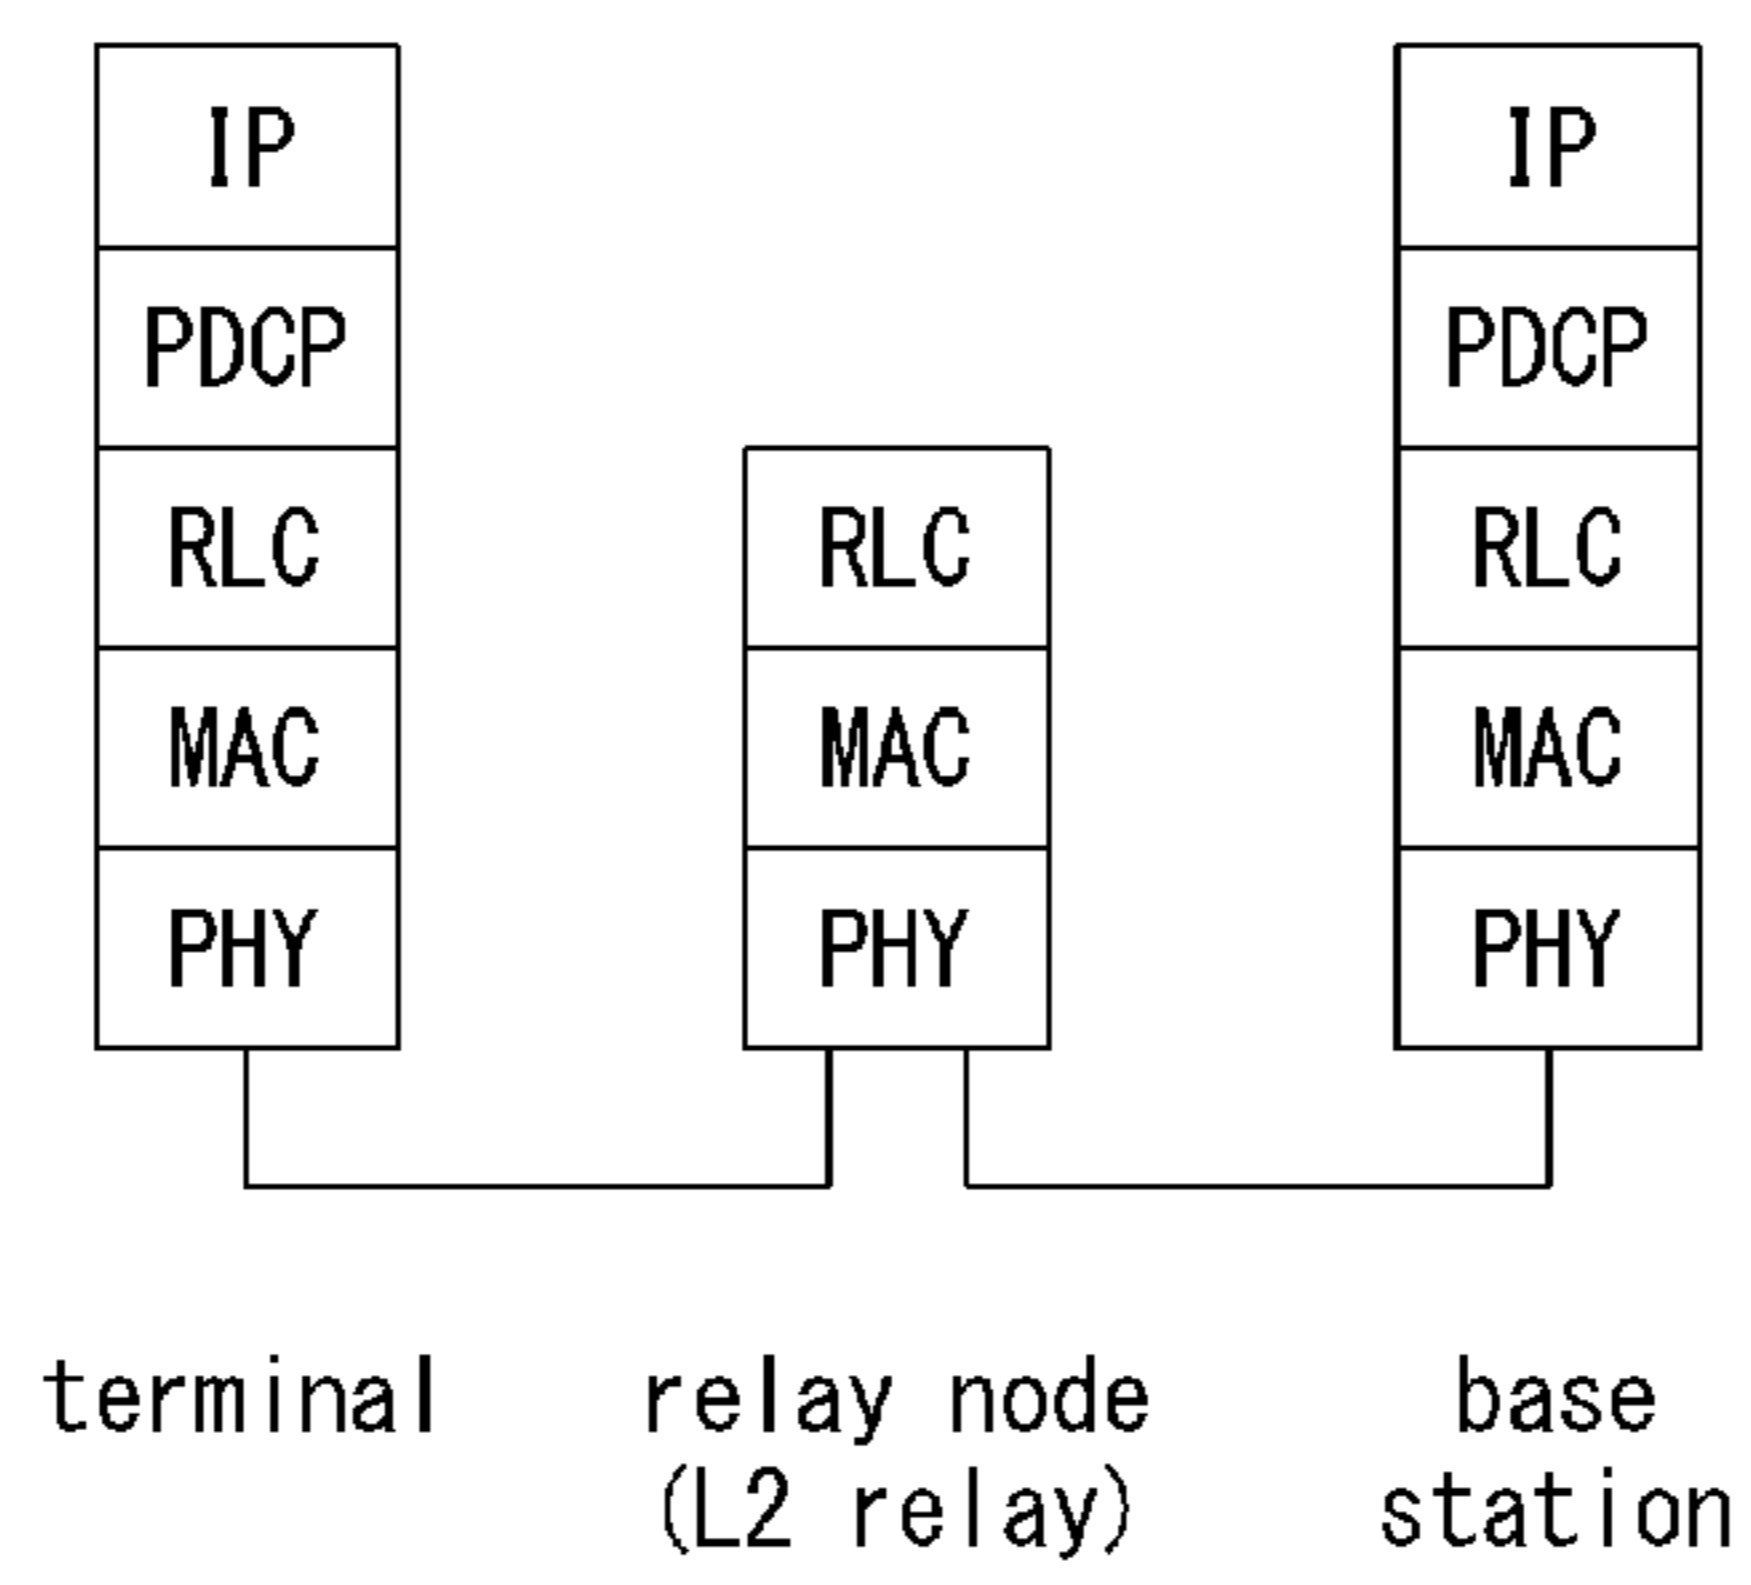 IP
PDCP
RLC
MAC
PHY
RLC
MAC
PHY
IP
PDCP
RLC
MAC
PHY
terminal
relay node
(L2 relay)
base
station